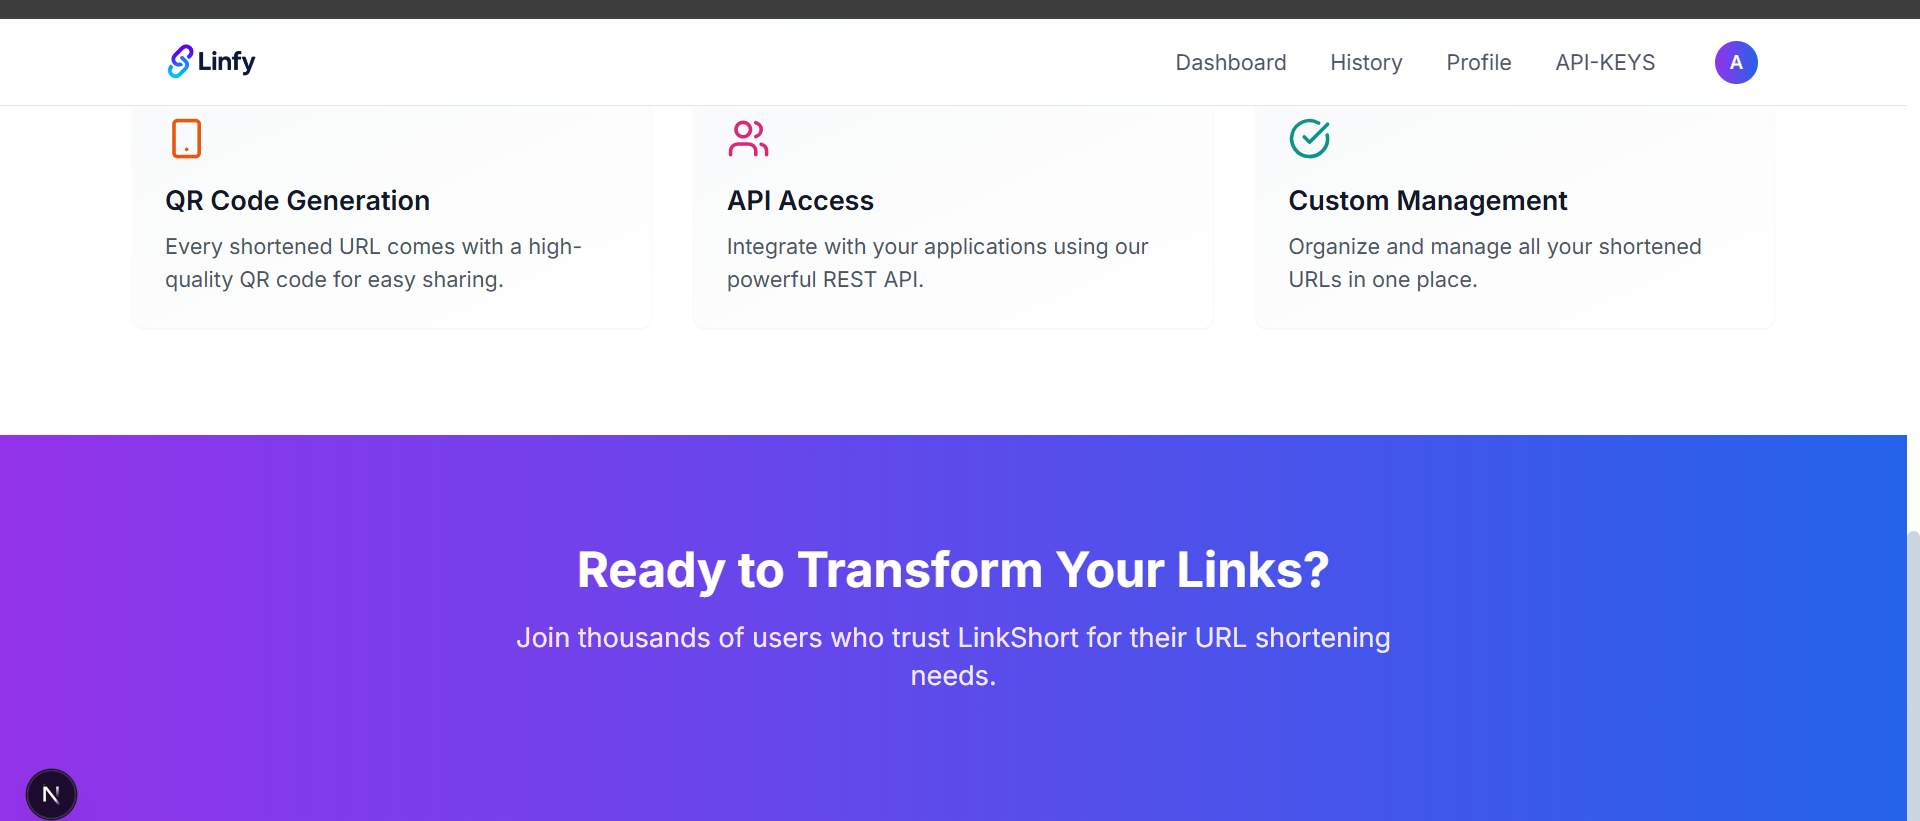 Linfy
Dashboard
History
Profile
API-KEYS
A
QR Code Generation
Every shortened URL comes with a high-
quality QR code for easy sharing.
API Access
Integrate with your applications using our
powerful REST API.
Custom Management
Organize and manage all your shortened
URLs in one place.
Ready to Transform Your Links?
Join thousands of users who trust LinkShort for their URL shortening
needs.
N